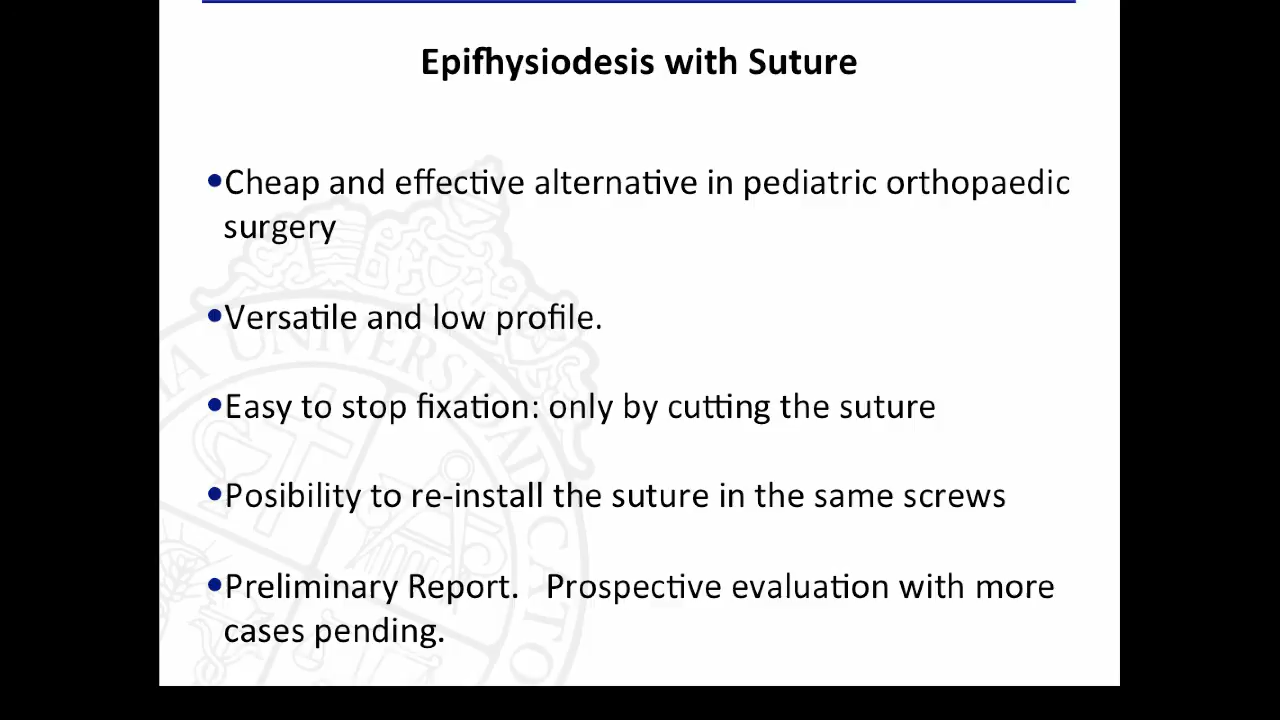 Epifhysiodesis with Suture
•Cheap and effective alternative in pediatric orthopaedic
surgery
•Versatile and low profile.
•Easy to stop fixation: only by cutting the suture
•Posibility to re-install the suture in the same screws
•Preliminary Report. Prospective evaluation with more
cases pending.
UNIVERSIDAD CATO